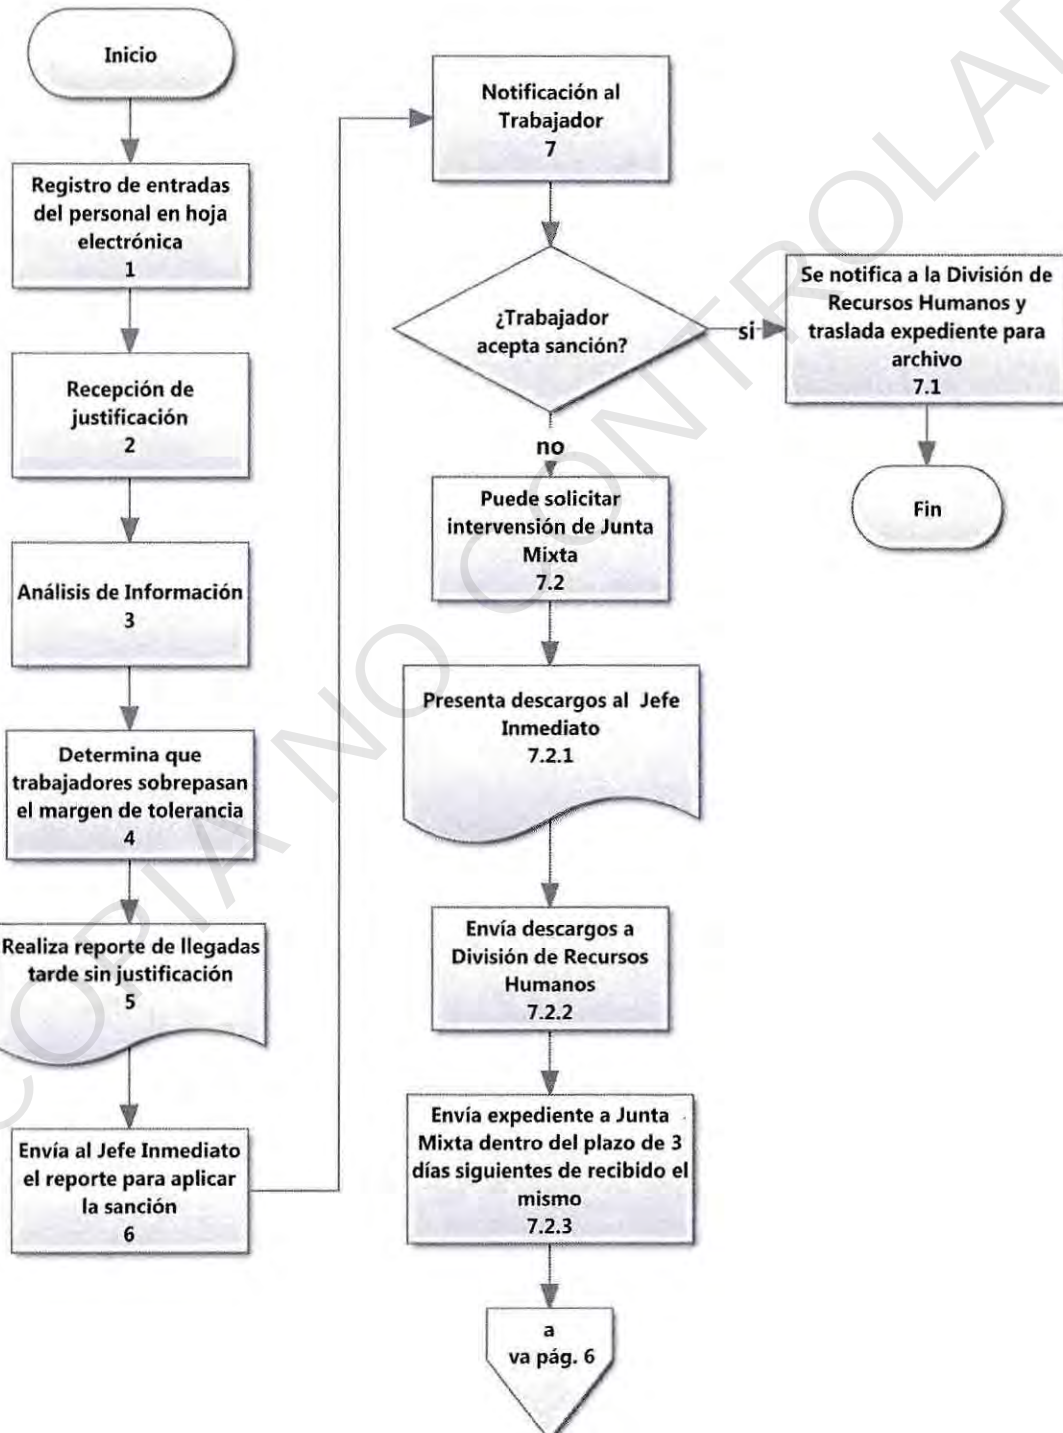 Inicio
Registro de entradas
del personal en hoja
electrónica
1
Recepción de
justificación
2
Análisis de Información
3
Determina que
trabajadores sobrepasan
el margen de tolerancia
4
Realiza reporte de llegadas
tarde sin justificación
5
Envía al Jefe Inmediato
el reporte para aplicar
la sanción
6
Notificación al
Trabajador
7
¿Trabajador
acepta sanción?
si
Se notifica a la División de
Recursos Humanos y
traslada expediente para
archivo
7.1
Fin
no
Puede solicitar
intervensión de Junta
Mixta
7.2
Presenta descargos al Jefe
Inmediato
7.2.1
Envía descargos a
División de Recursos
Humanos
7.2.2
Envía expediente a Junta
Mixta dentro del plazo de 3
días siguientes de recibido el
mismo
7.2.3
a
va pág. 6
COPIA NO CONTROLAD